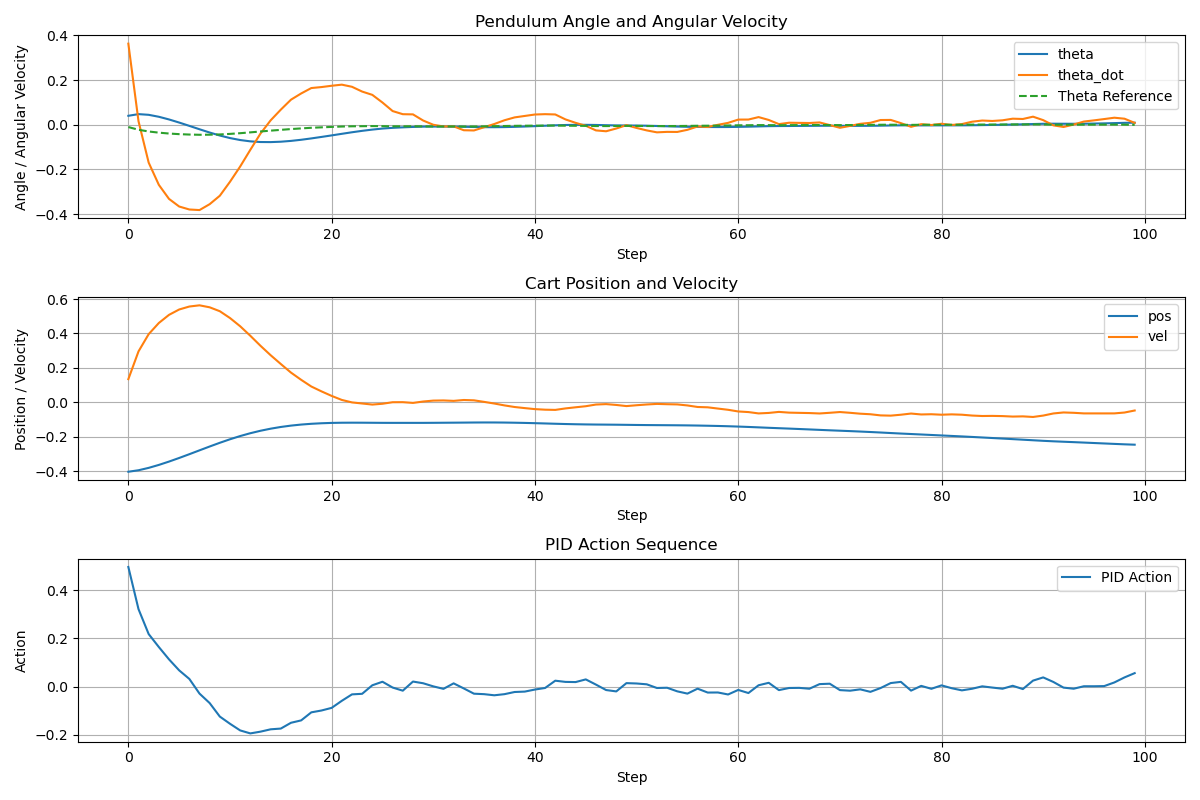 Pendulum Angle and Angular Velocity
Angle / Angular Velocity
0.4
0.2
0.0
−0.2
−0.4
theta
theta_dot
Theta Reference
0 20 40 60 80 100
Step
Cart Position and Velocity
Position / Velocity
0.6
0.4
0.2
0.0
−0.2
−0.4
pos
vel
0 20 40 60 80 100
Step
PID Action Sequence
Action
0.4
0.2
0.0
−0.2
PID Action
0 20 40 60 80 100
Step